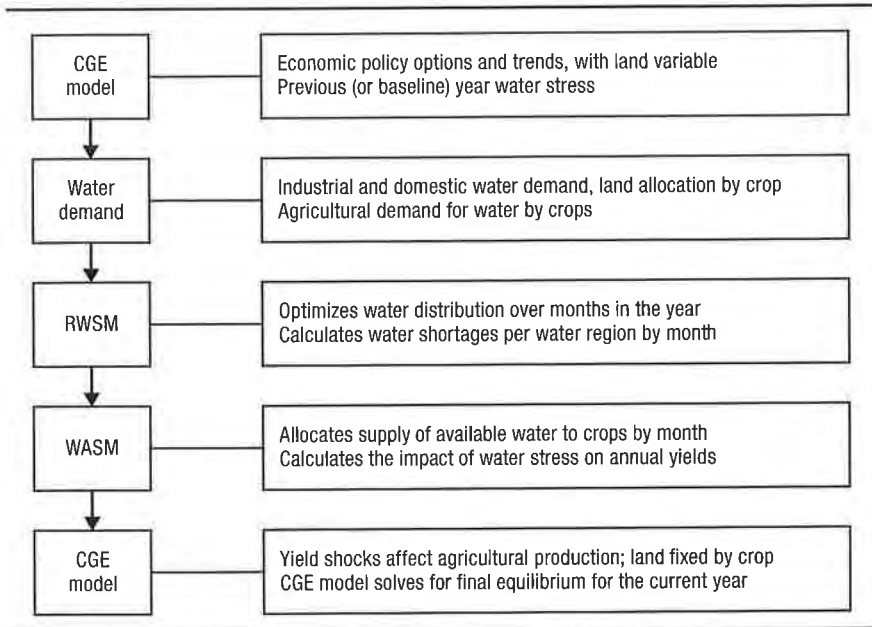 CGE
model
Economic policy options and trends, with land variable
Previous (or baseline) year water stress
Water
demand
Industrial and domestic water demand, land allocation by crop
Agricultural demand for water by crops
RWSM
Optimizes water distribution over months in the year
Calculates water shortages per water region by month
WASM
Allocates supply of available water to crops by month
Calculates the impact of water stress on annual yields
CGE
model
Yield shocks affect agricultural production; land fixed by crop
CGE model solves for final equilibrium for the current year